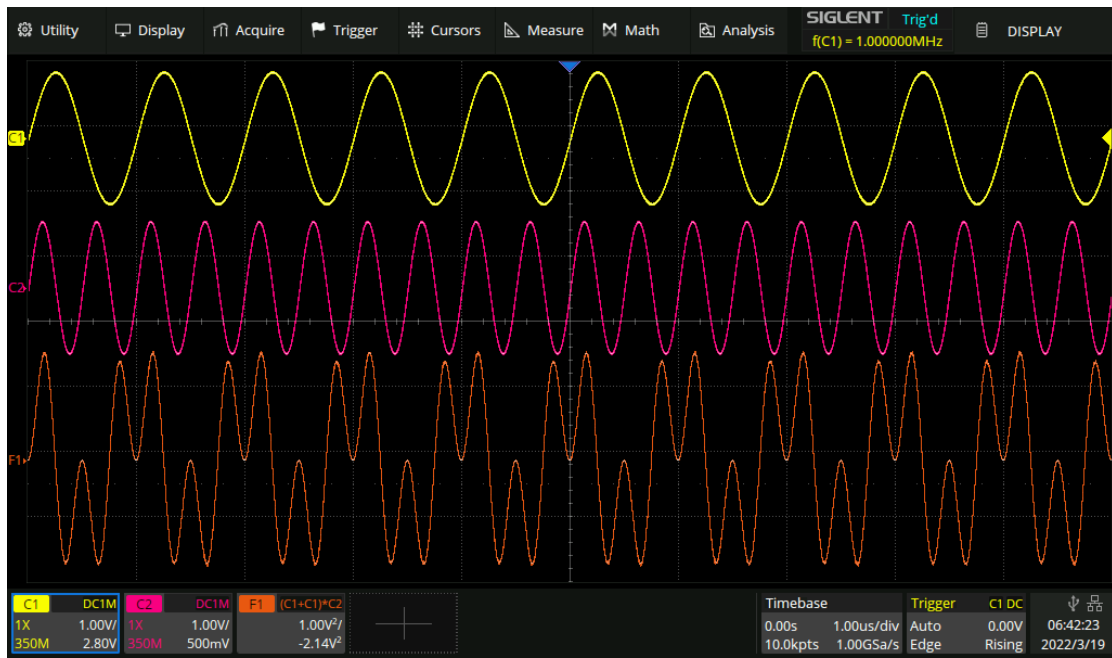 Utility Display Acquire Trigger Cursors Measure Math Analysis SIGLENT Trig'd DISPLAY
f(C1) = 1.000000MHz
C1
C2
F1
C1 DC1M C2 DC1M F1 (C1+C1)*C2 Timebase Trigger C1 DC
1X 1.00V/ 1X 1.00V/ 1.00V²/ 0.00s 1.00us/div Auto 0.00V 06:42:23
350M 2.80V 350M 500mV -2.14V² 10.0kpts 1.00GSa/s Edge Rising 2022/3/19